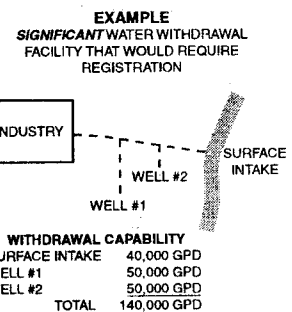 EXAMPLE
SIGNIFICANT WATER WITHDRAWAL
FACILITY THAT WOULD REQUIRE
REGISTRATION
NDUSTRY
SURFACE
INTAKE
WELL #2
WELL #1
WITHDRAWAL CAPABILITY
URFACE INTAKE 40,000 GPD
ELL #1 50,000 GPD
ELL #2 50,000 GPD
TOTAL 140,000 GPD